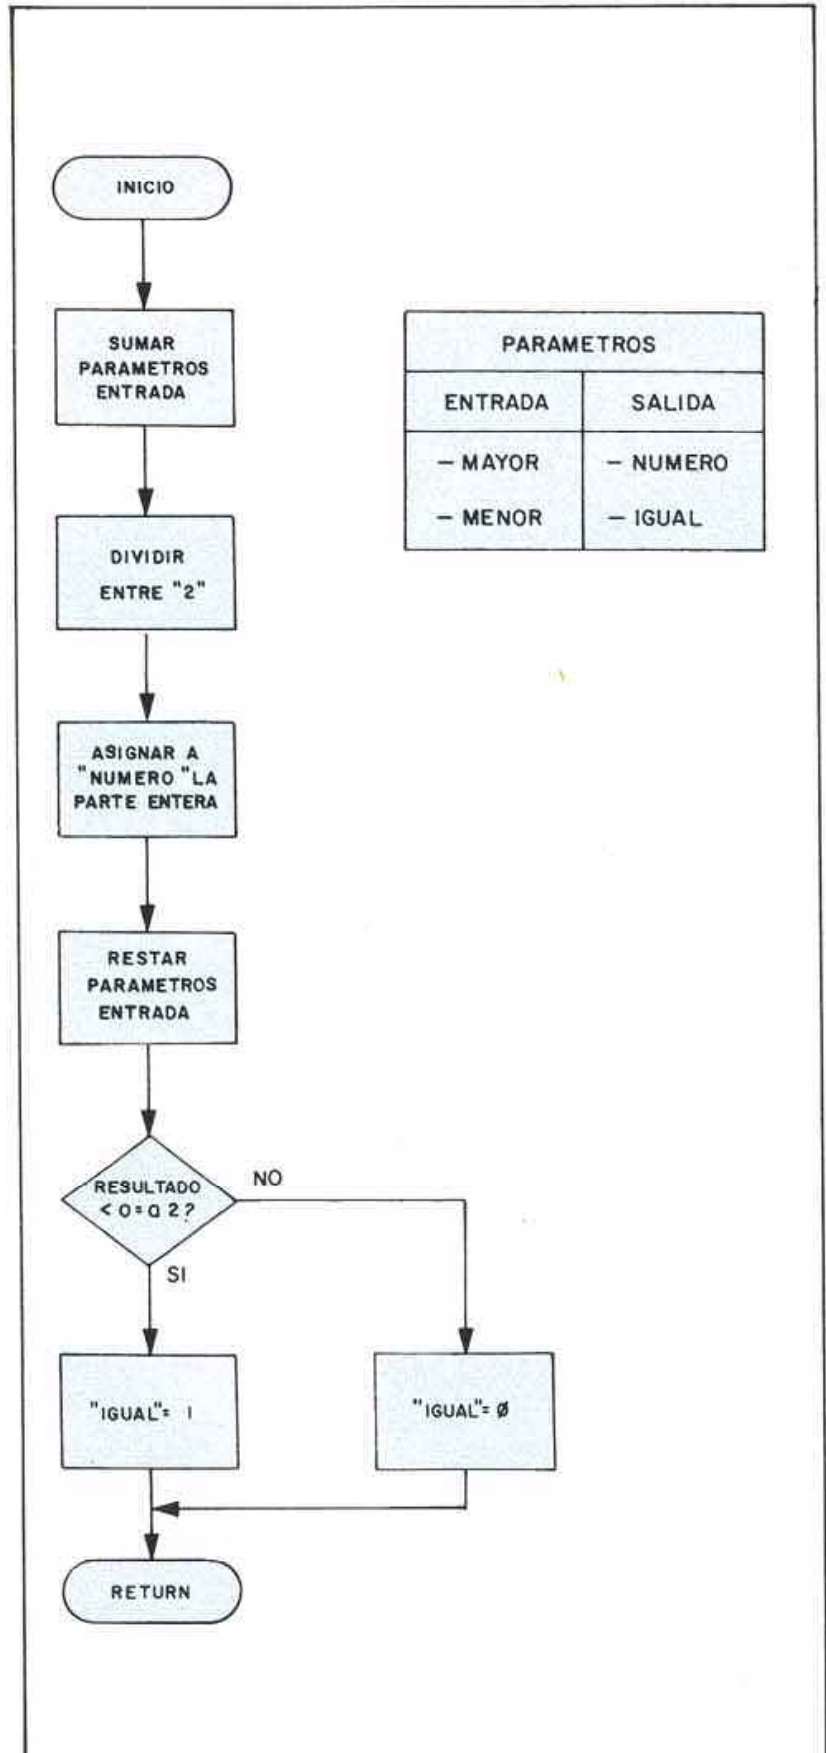 INICIO
SUMAR
PARAMETROS
ENTRADA
PARAMETROS
ENTRADA SALIDA
— MAYOR — NUMERO
— MENOR — IGUAL
DIVIDIR
ENTRE "2"
ASIGNAR A
"NUMERO "LA
PARTE ENTERA
RESTAR
PARAMETROS
ENTRADA
RESULTADO
< O = a 2?
NO
SI
"IGUAL"= 1
"IGUAL"= Ø
RETURN